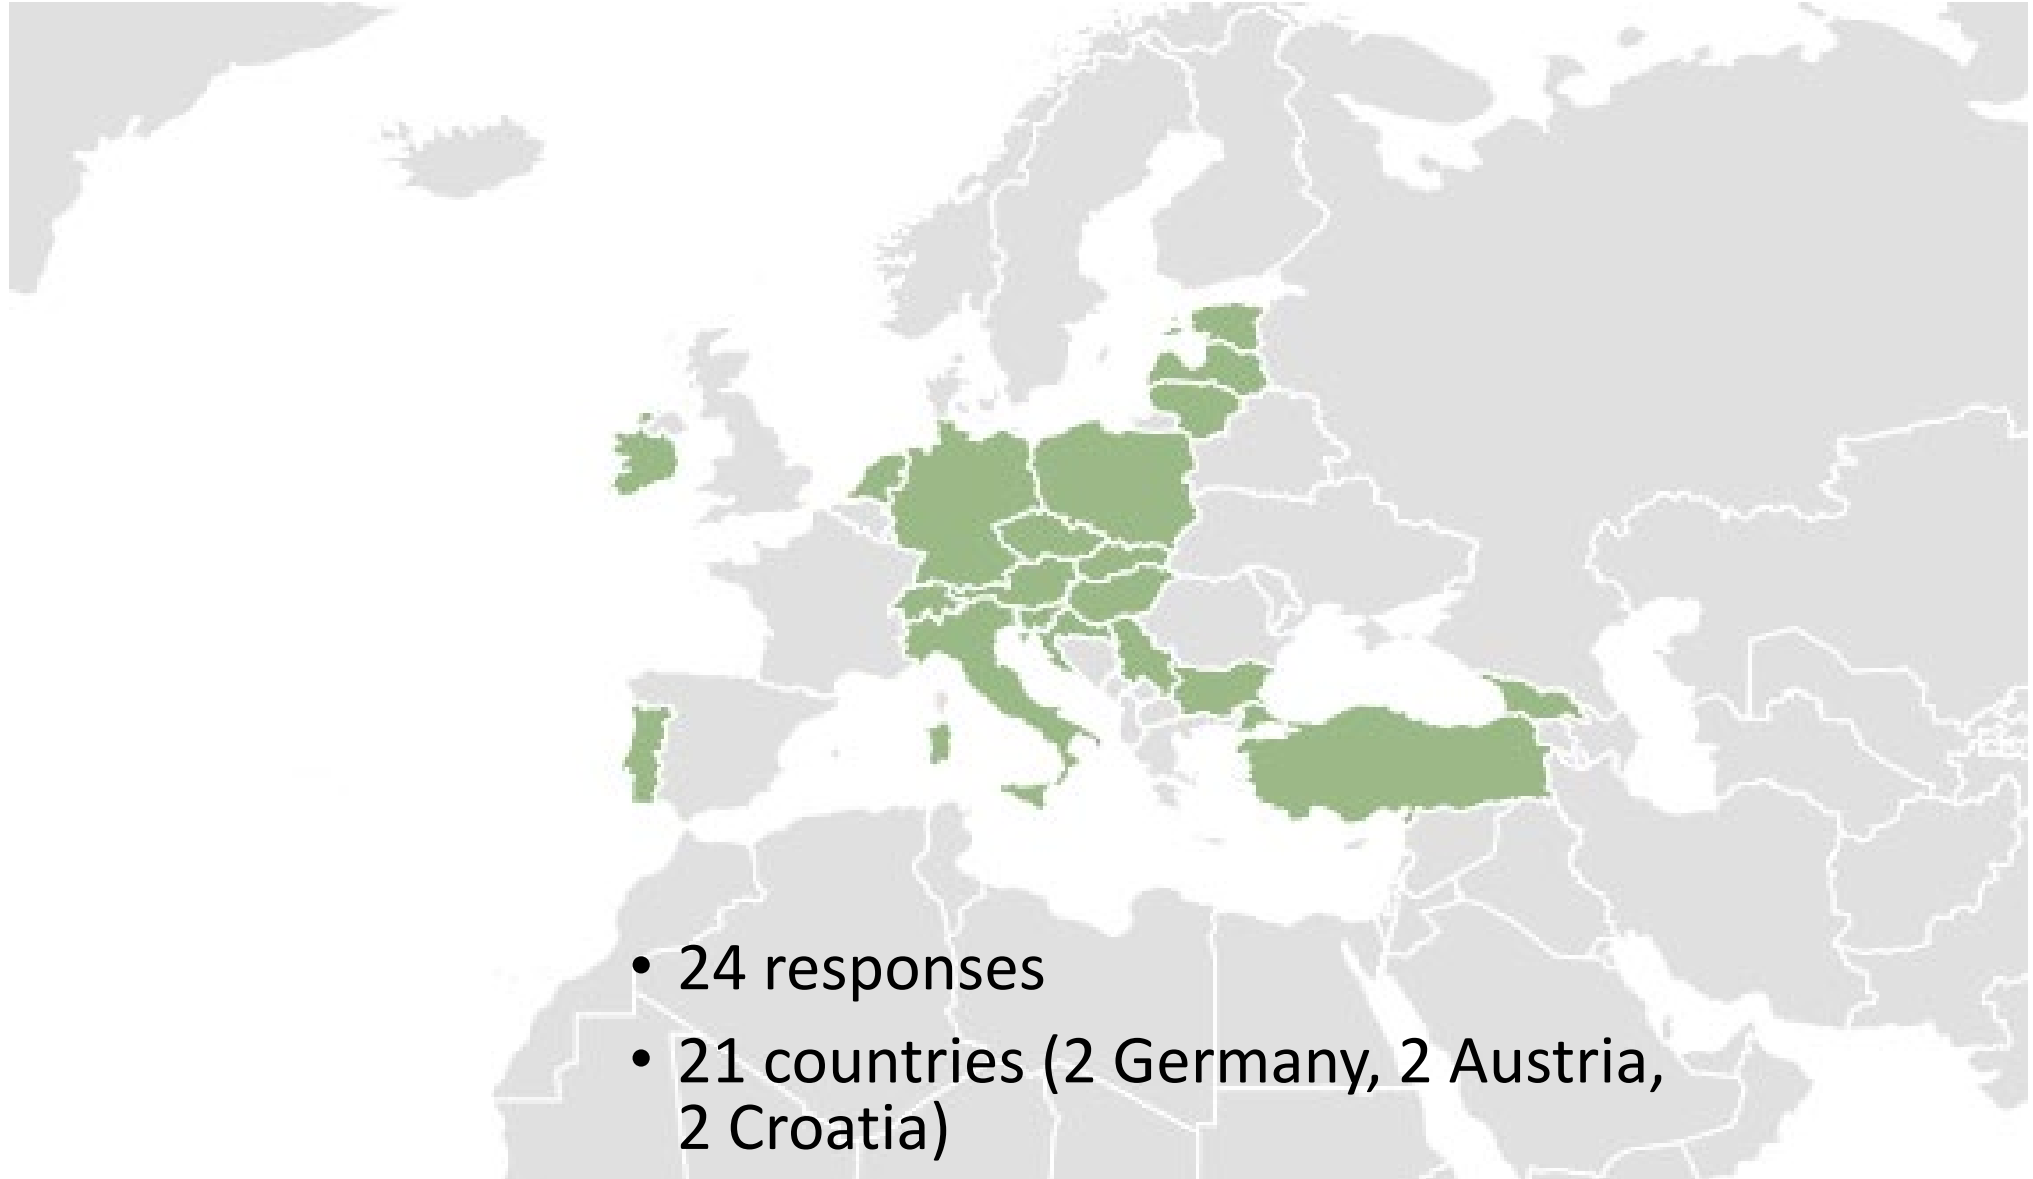 • 24 responses
• 21 countries (2 Germany, 2 Austria,
2 Croatia)